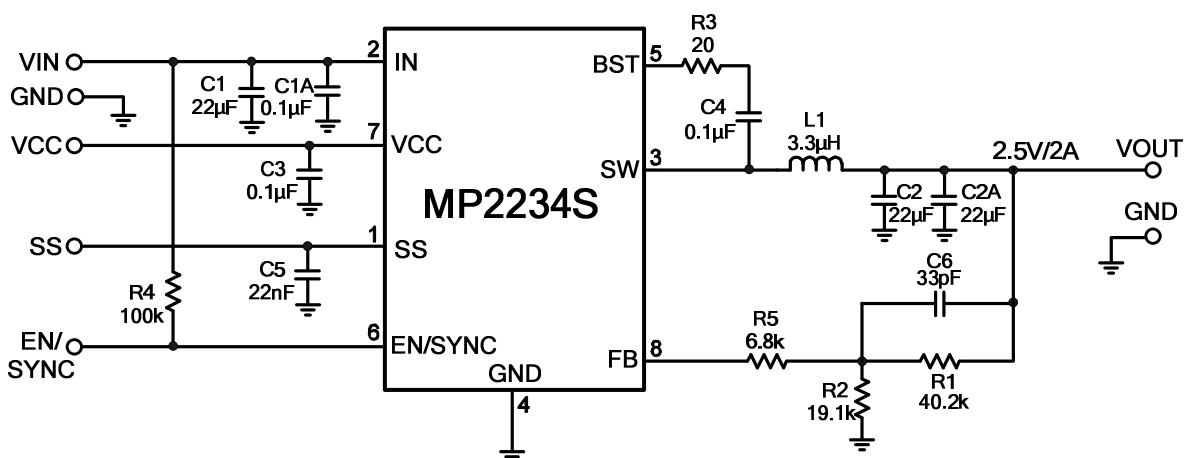 VIN
GND
VCC
SS
EN/
SYNC
R4
100k
C1
22µF
C1A
0.1µF
C3
0.1µF
C5
22nF
2
IN
7
VCC
1
SS
6
EN/SYNC
MP2234S
GND
4
BST
5
SW
3
FB
8
R3
20
C4
0.1µF
L1
3.3µH
2.5V/2A
VOUT
GND
C2
22µF
C2A
22µF
C6
33pF
R5
6.8k
R2
19.1k
R1
40.2k